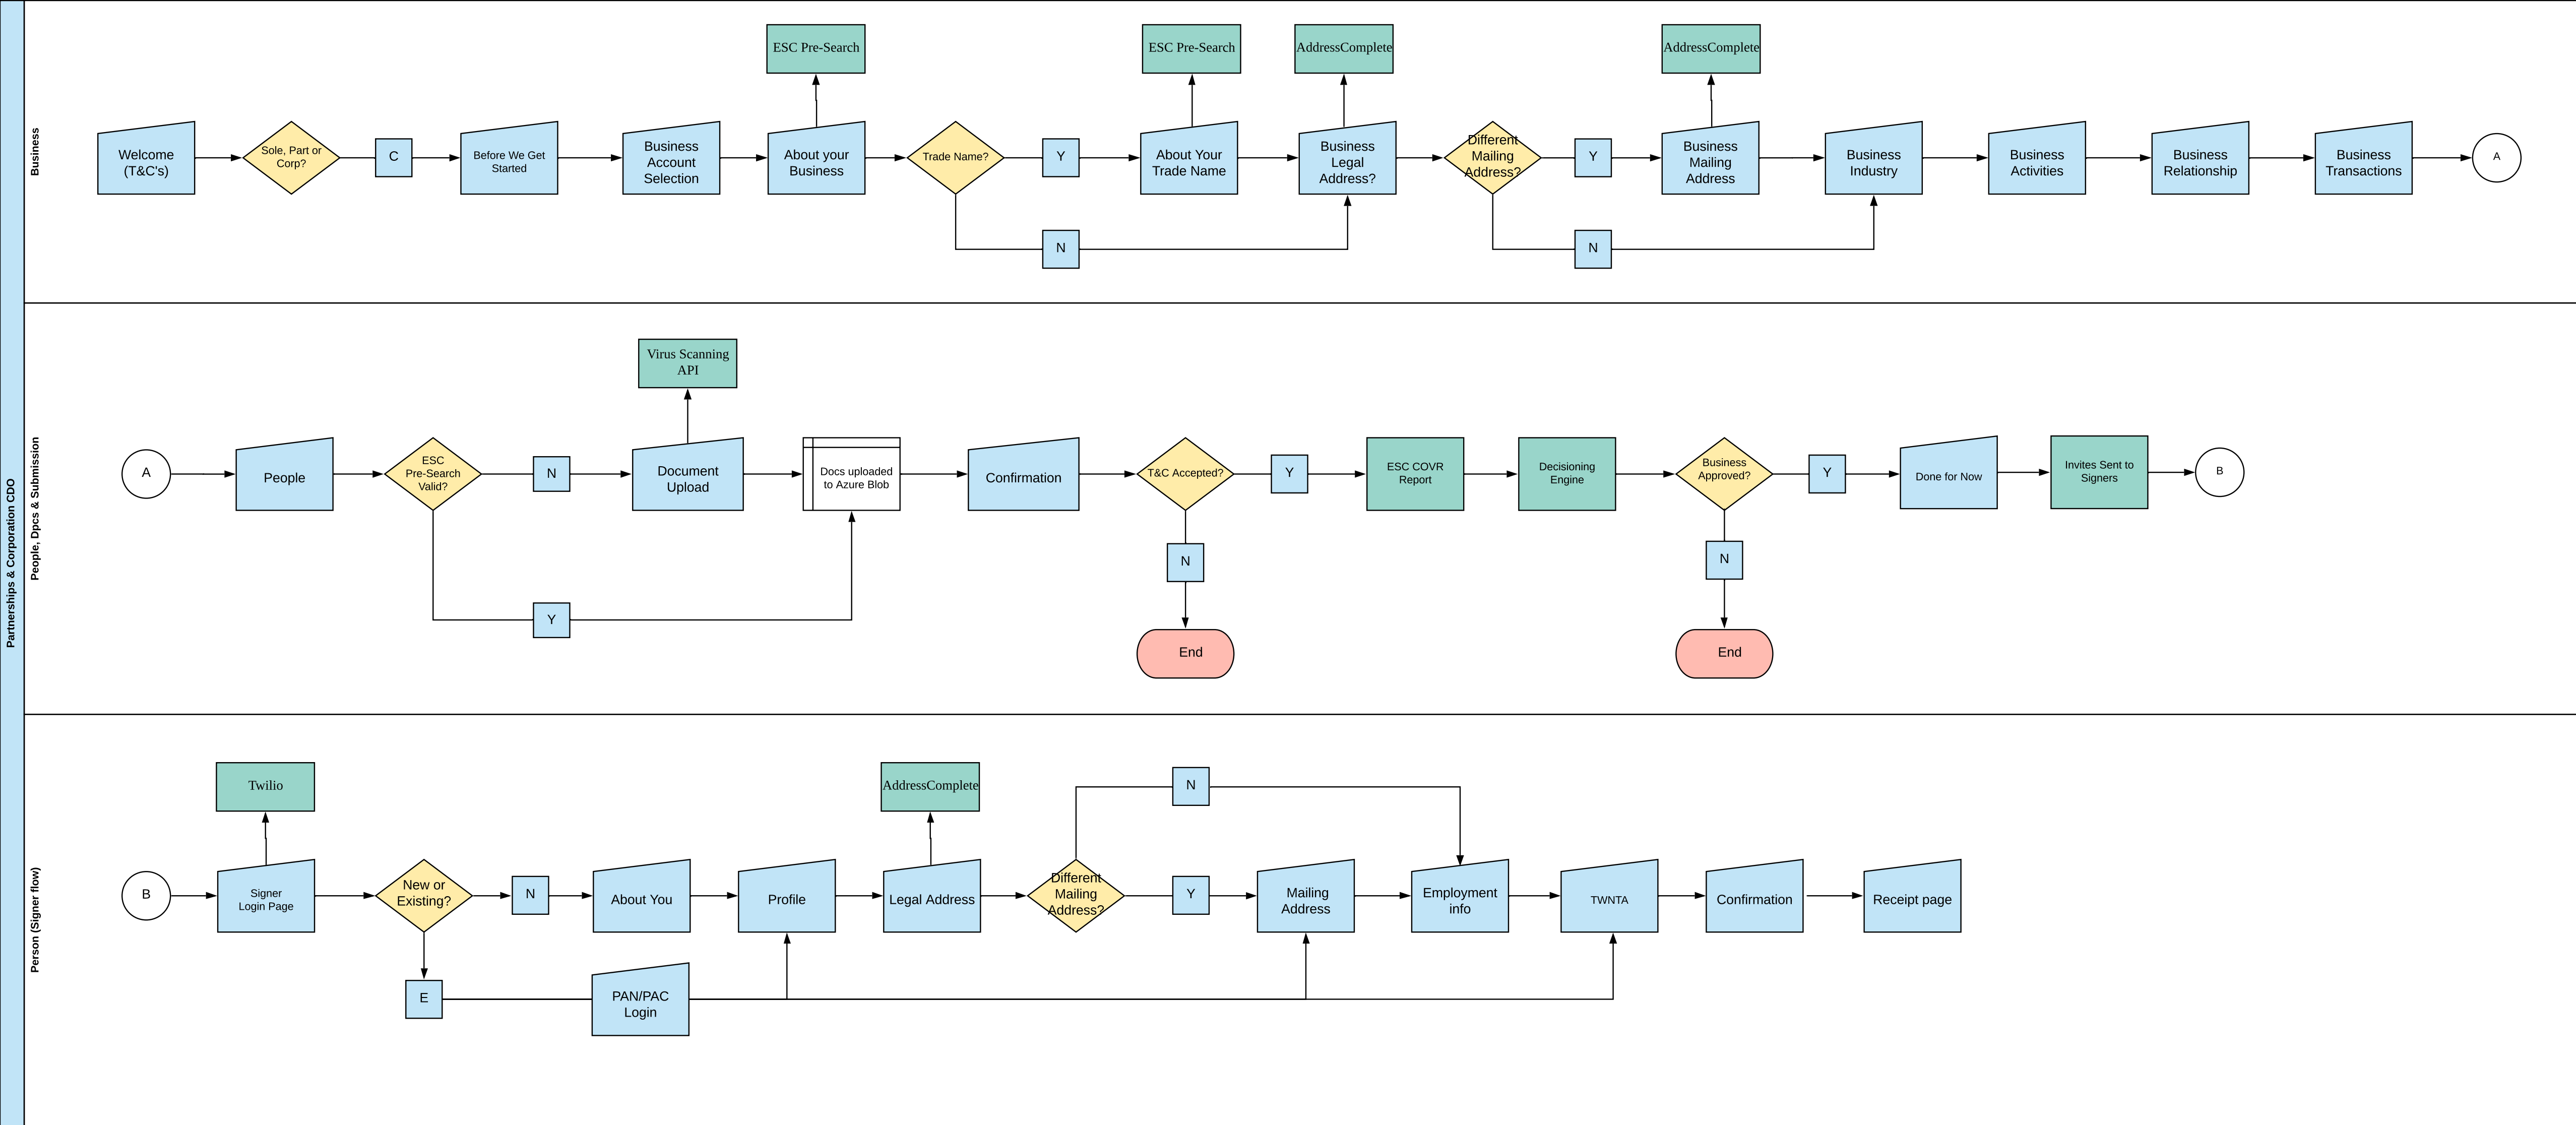 Partnerships & Corporation CDO
Business
ESC Pre-Search
ESC Pre-Search
AddressComplete
AddressComplete
Welcome
(T&C's)
Sole, Part or
Corp?
C
Before We Get
Started
Business
Account
Selection
About your
Business
Trade Name?
Y
About Your
Trade Name
Business
Legal
Address?
Different
Mailing
Address?
Y
Business
Mailing
Address
Business
Industry
Business
Activities
Business
Relationship
Business
Transactions
A
N
N
People, Dpcs & Submission
Virus Scanning
API
A
People
ESC
Pre-Search
Valid?
N
Document
Upload
Docs uploaded
to Azure Blob
Confirmation
T&C Accepted?
Y
ESC COVR
Report
Decisioning
Engine
Business
Approved?
Y
Done for Now
Invites Sent to
Signers
B
N
N
Y
End
End
Person (Signer flow)
Twilio
AddressComplete
N
B
Signer
Login Page
New or
Existing?
N
About You
Profile
Legal Address
Different
Mailing
Address?
Y
Mailing
Address
Employment
info
TWNTA
Confirmation
Receipt page
E
PAN/PAC
Login